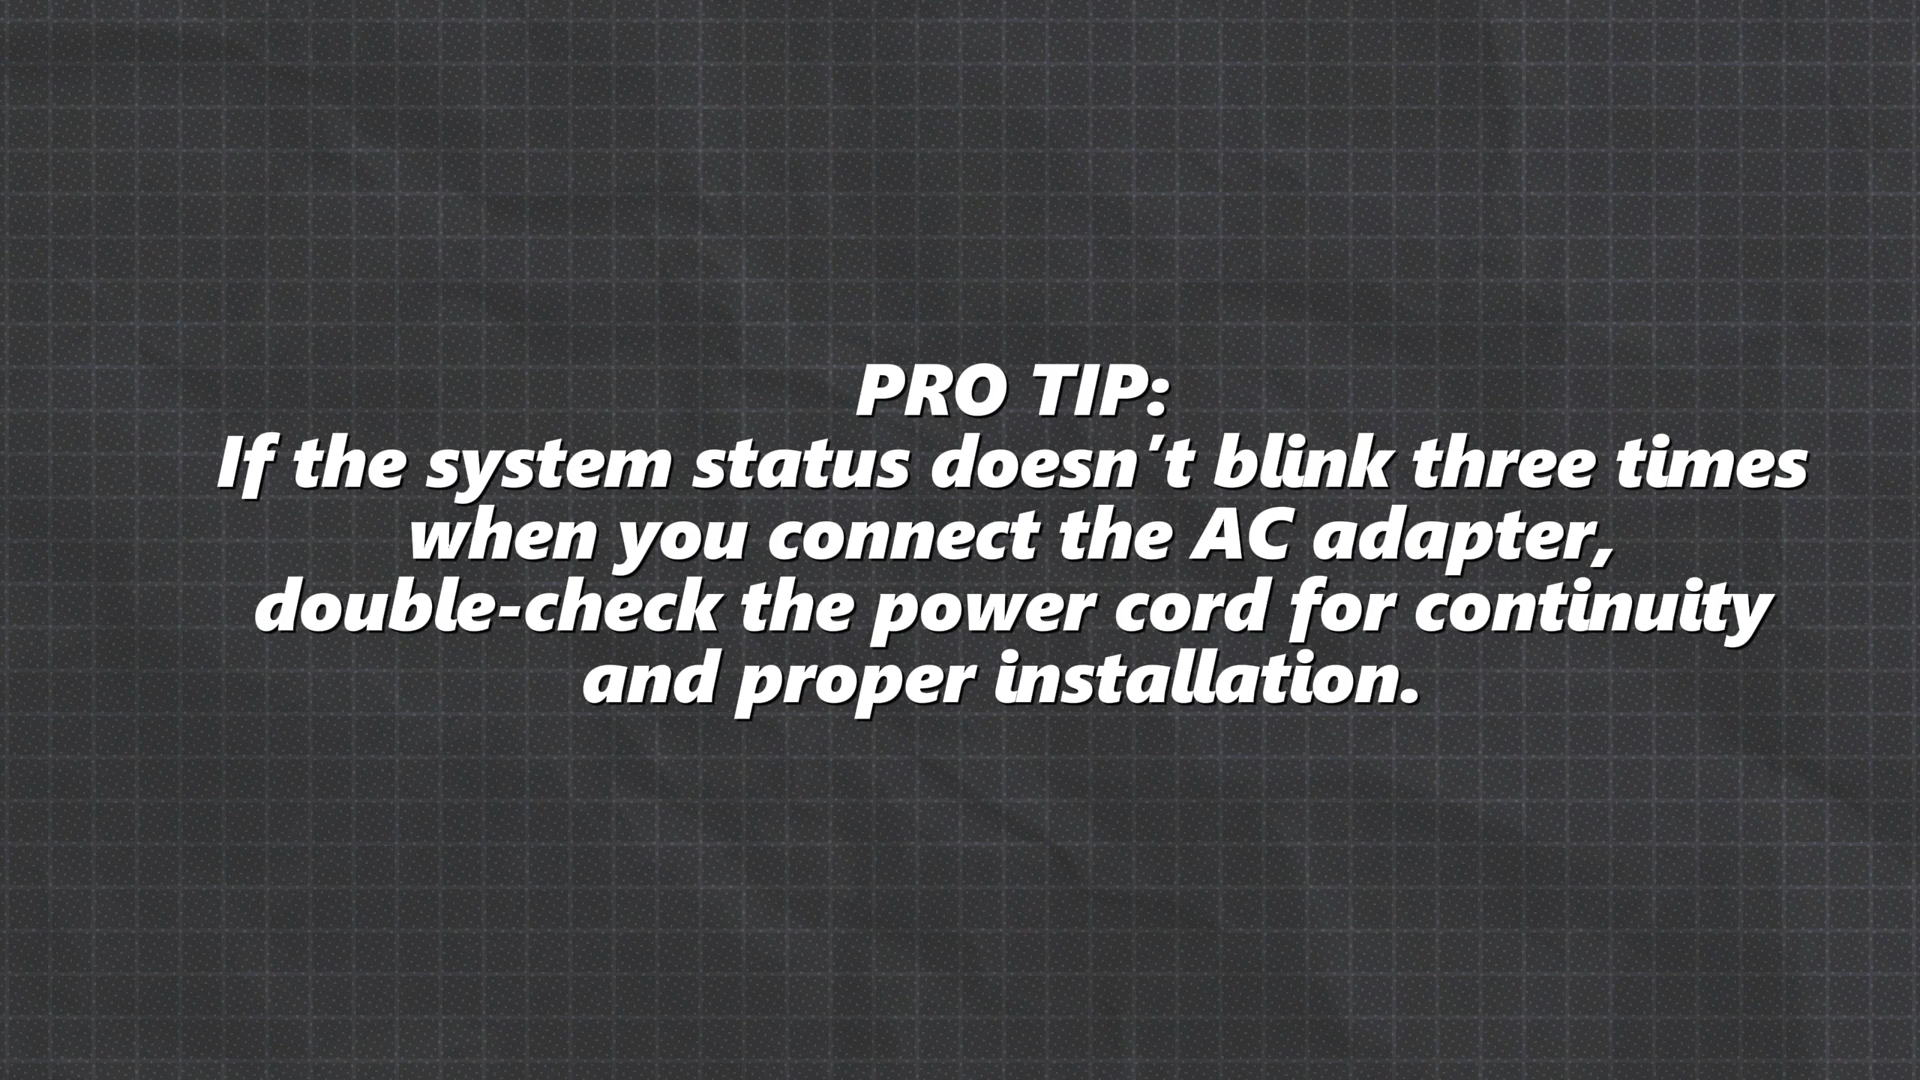 PRO TIP:
If the system status doesn't blink three times
when you connect the AC adapter,
double-check the power cord for continuity
and proper installation.